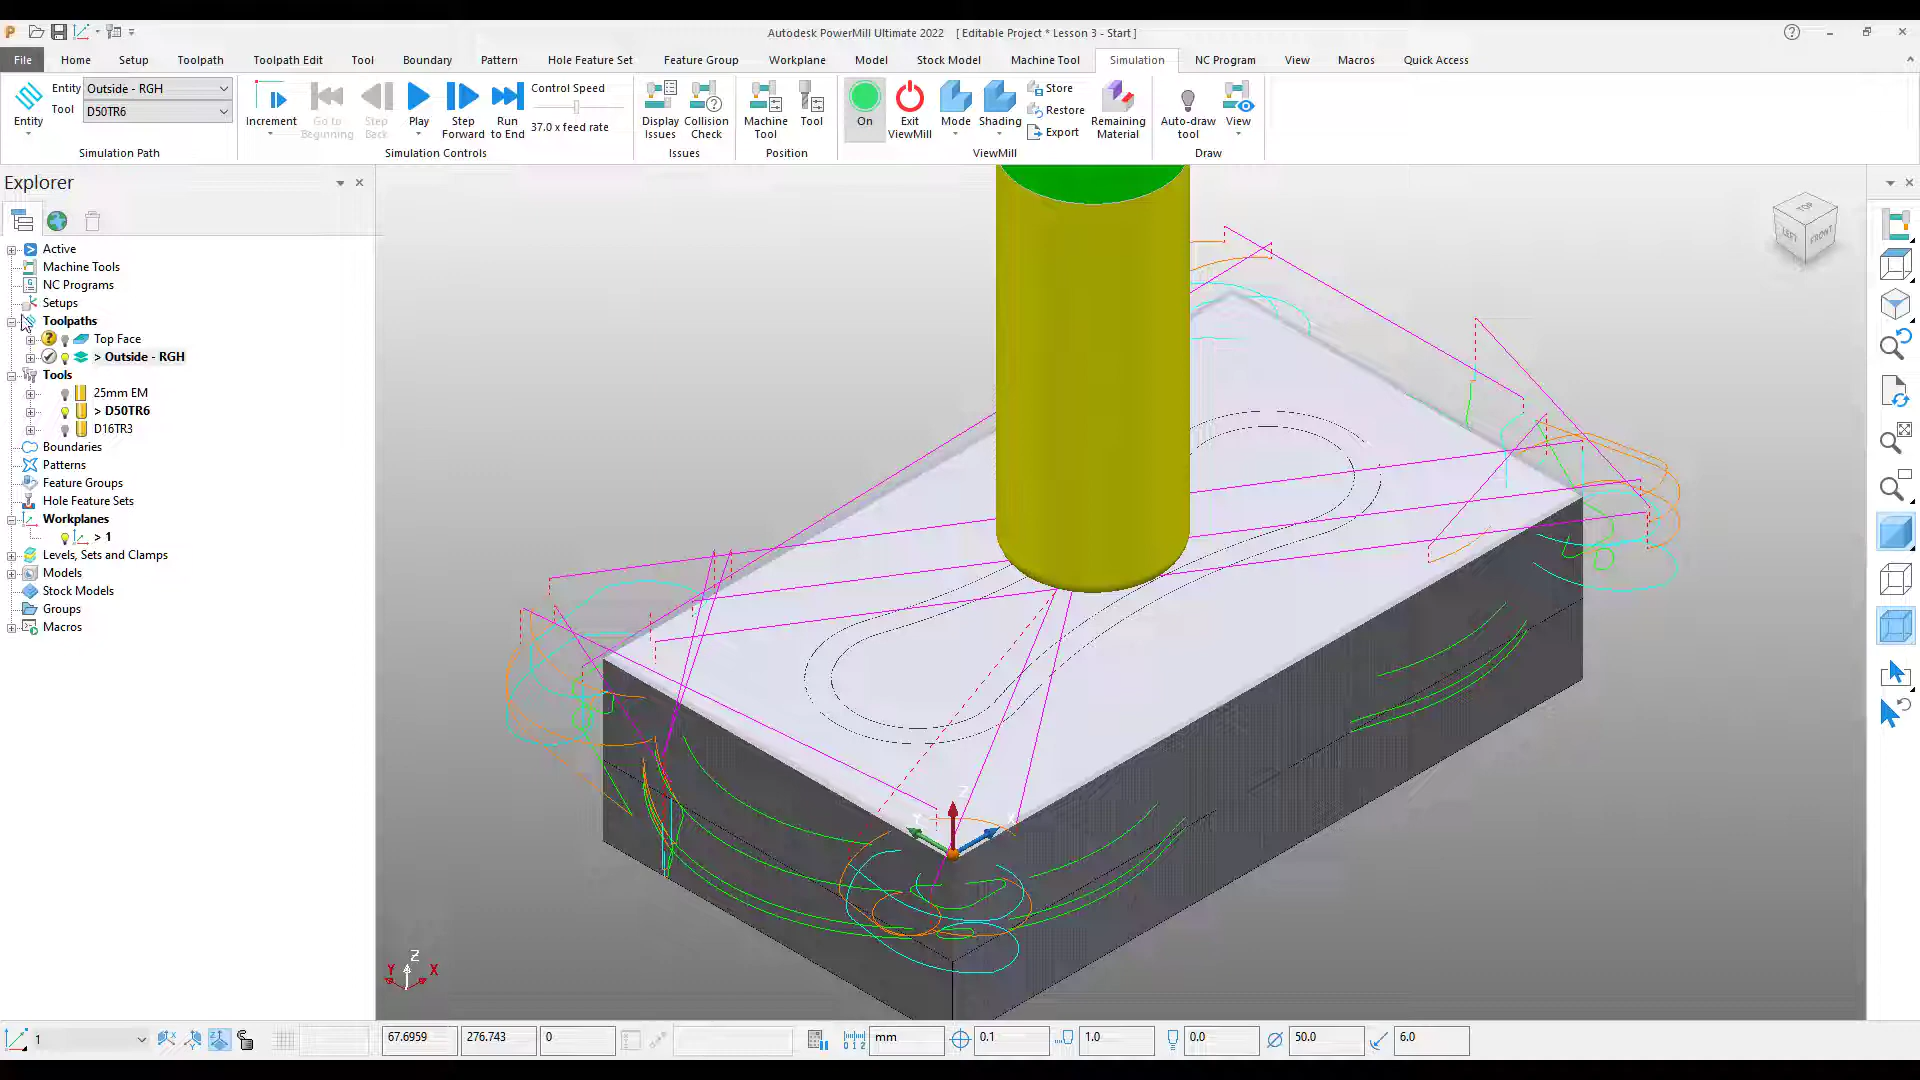 Autodesk PowerMill Ultimate 2022 [ Editable Project * Lesson 3 - Start ]
File Home Setup Toolpath Toolpath Edit Tool Boundary Pattern Hole Feature Set Feature Group Workplane Model Stock Model Machine Tool Simulation View NC Program Macros Quick Access
Entity
Entity Outside - RGH
Tool D50TR6
Simulation Path
Increment
Go to Beginning
Step Back
Play
Step Forward
Run to End
Control Speed
37.0 x feed rate
Simulation Controls
Display Issues
Collision Check
Issues
Machine Tool
Tool
Position
On
Exit ViewMill
Mode
Shading
Store
Restore
Export
Remaining Material
ViewMill
Auto-draw tool
View
Draw
Explorer
Active
Machine Tools
NC Programs
Setups
Toolpaths
Top Face
> Outside - RGH
Tools
25mm EM
> D50TR6
D16TR3
Boundaries
Patterns
Feature Groups
Hole Feature Sets
Workplanes
> 1
Levels, Sets and Clamps
Models
Stock Models
Groups
Macros
TOP
LEFT FRONT
Z
Y X
Z
Y X
1 67.6959 276.743 0 mm 0.1 1.0 0.0 50.0 6.0